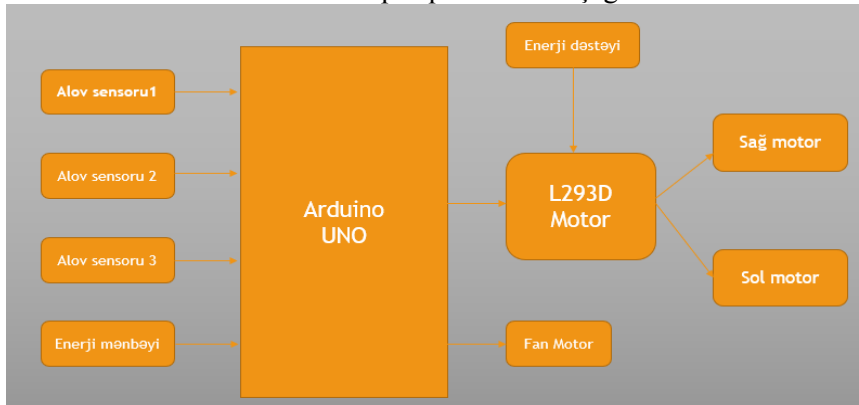 Alov sensoru1
Alov sensoru 2
Alov sensoru 3
Enerji mənbəyi
Arduino
UNO
Enerji dəstəyi
L293D
Motor
Fan Motor
Sağ motor
Sol motor